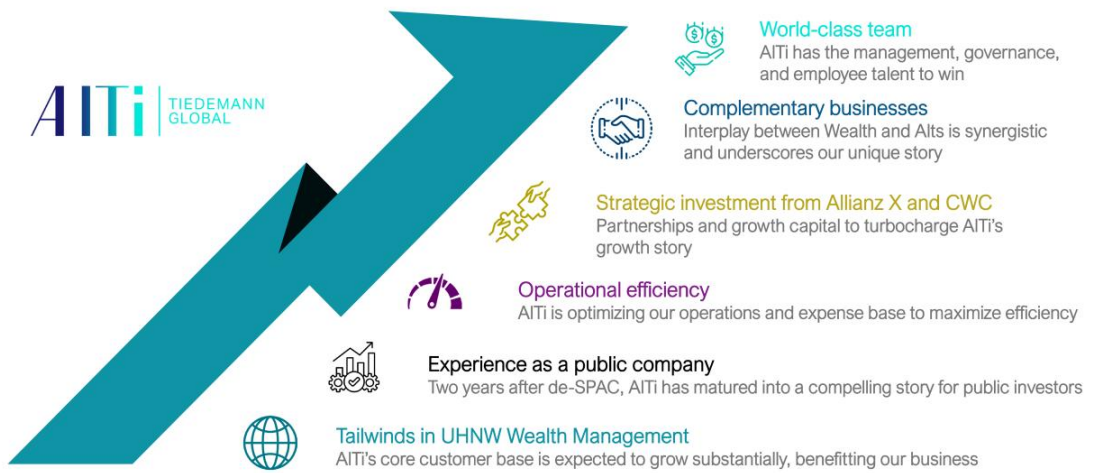 AlTi TIEDEMANN
GLOBAL
World-class team
AlTi has the management, governance,
and employee talent to win
Complementary businesses
Interplay between Wealth and Alts is synergistic
and underscores our unique story
Strategic investment from Allianz X and CWC
Partnerships and growth capital to turbocharge AlTi's
growth story
Operational efficiency
AlTi is optimizing our operations and expense base to maximize efficiency
Experience as a public company
Two years after de-SPAC, AlTi has matured into a compelling story for public investors
Tailwinds in UHNW Wealth Management
AlTi's core customer base is expected to grow substantially, benefitting our business